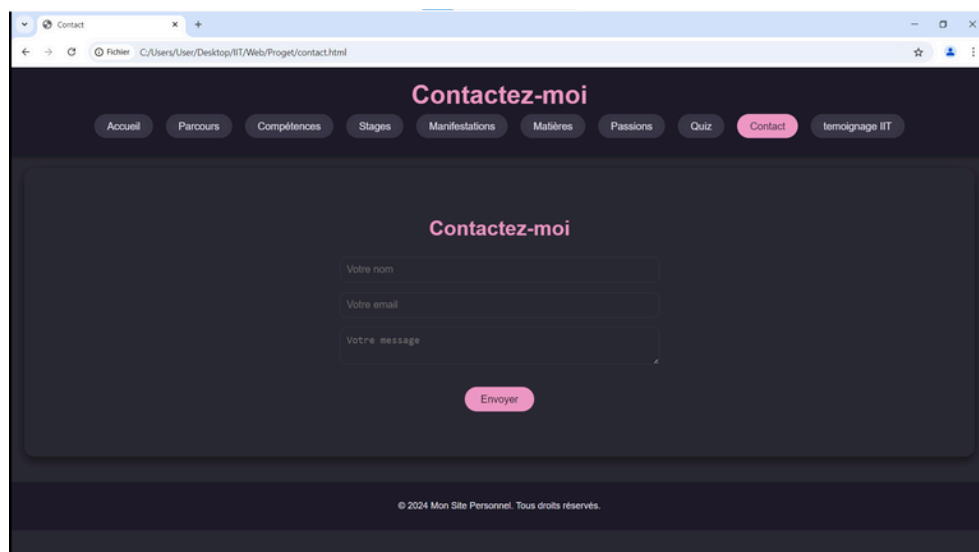 Contact
Fichier C:/Users/User/Desktop/IIT/Web/Proget/contact.html
Contactez-moi
Accueil Parcours Compétences Stages Manifestations Matières Passions Quiz Contact temoignage IIT
Contactez-moi
Votre nom
Votre email
Votre message
Envoyer
© 2024 Mon Site Personnel. Tous droits réservés.